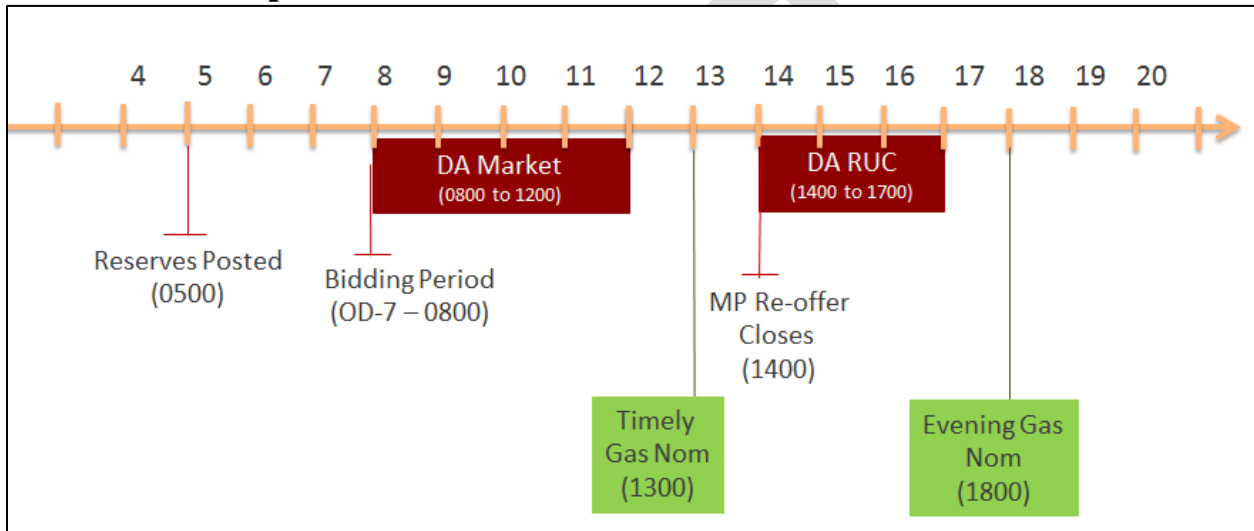 4 5 6 7 8 9 10 11 12 13 14 15 16 17 18 19 20
DA Market
(0800 to 1200)
DA RUC
(1400 to 1700)
Reserves Posted
(0500)
Bidding Period
(OD-7 – 0800)
MP Re-offer
Closes
(1400)
Timely
Gas Nom
(1300)
Evening Gas
Nom
(1800)